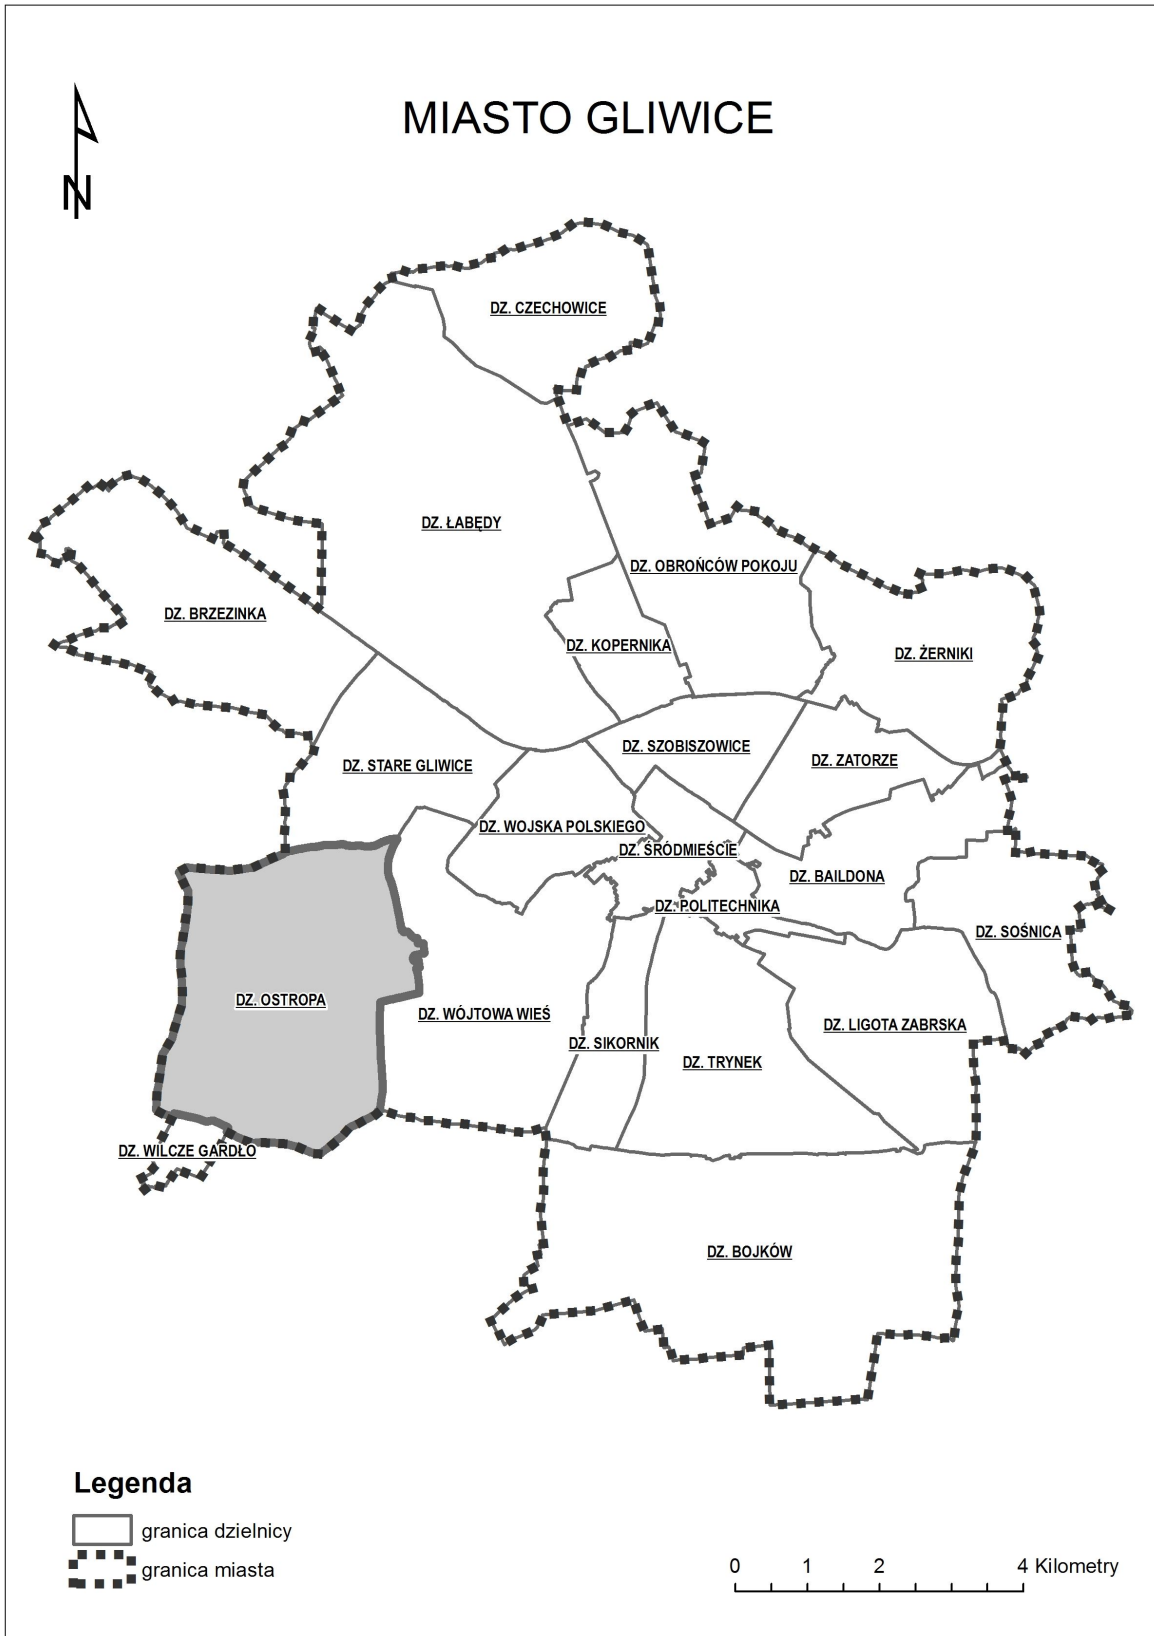 MIASTO GLIWICE
N
DZ. CZECHOWICE
DZ. ŁABĘDY
DZ. OBROŃCÓW POKOJU
DZ. BRZEZINKA
DZ. KOPERNIKA
DZ. ŻERNIKI
DZ. SZOBISZOWICE
DZ. ZATORZE
DZ. STARE GLIWICE
DZ. WOJSKA POLSKIEGO
DZ. ŚRÓDMIEŚCIE
DZ. BAILDONA
DZ. POLITECHNIKA
DZ. SOŚNICA
DZ. OSTROPA
DZ. WÓJTOWA WIEŚ
DZ. LIGOTA ZABRSKA
DZ. SIKORNIK
DZ. TRYNEK
DZ. WILCZE GARDŁO
DZ. BOJKÓW
Legenda
granica dzielnicy
granica miasta
0 1 2 4 Kilometry